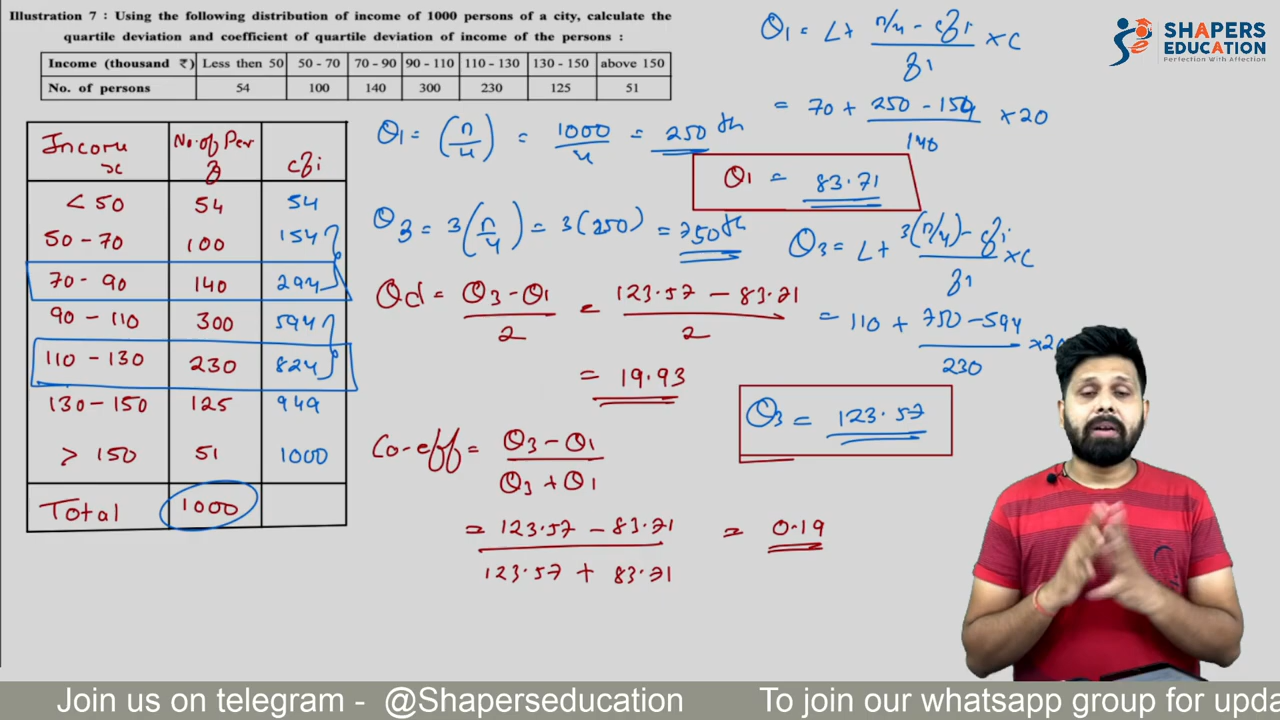 Illustration 7 : Using the following distribution of income of 1000 persons of a city, calculate the
quartile deviation and coefficient of quartile deviation of income of the persons :
Income (thousand ₹) Less then 50 50 - 70 70 - 90 90 - 110 110 - 130 130 - 150 above 150
No. of persons 54 100 140 300 230 125 51
SHAPERS
EDUCATION
Perfection With Affection
Income x No. of Per f cfi
< 50 54 54
50 - 70 100 154
70 - 90 140 294
90 - 110 300 594
110 - 130 230 824
130 - 150 125 949
> 150 51 1000
Total 1000
Q1 = (n/4) = 1000/4 = 250th
Q3 = 3(n/4) = 3(250) = 750th
Qd = Q3 - Q1 / 2 = 123.57 - 83.71 / 2
= 19.93
Co-eff = Q3 - Q1 / Q3 + Q1
= 123.57 - 83.71 / 123.57 + 83.71 = 0.19
Q1 = L + n/4 - cfi / fi × C
= 70 + 250 - 154 / 140 × 20
Q1 = 83.71
Q3 = L + 3(n/4) - cfi / fi × C
= 110 + 750 - 594 / 230 × 20
Q3 = 123.57
Join us on telegram - @Shaperseducation To join our whatsapp group for upda